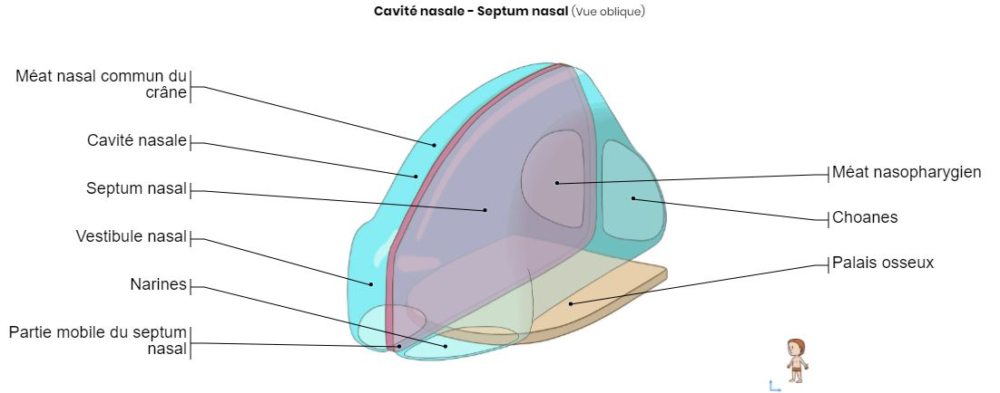 Cavité nasale - Septum nasal (Vue oblique)
Méat nasal commun du
crâne
Cavité nasale
Septum nasal
Vestibule nasal
Narines
Partie mobile du septum
nasal
Méat nasopharygien
Choanes
Palais osseux